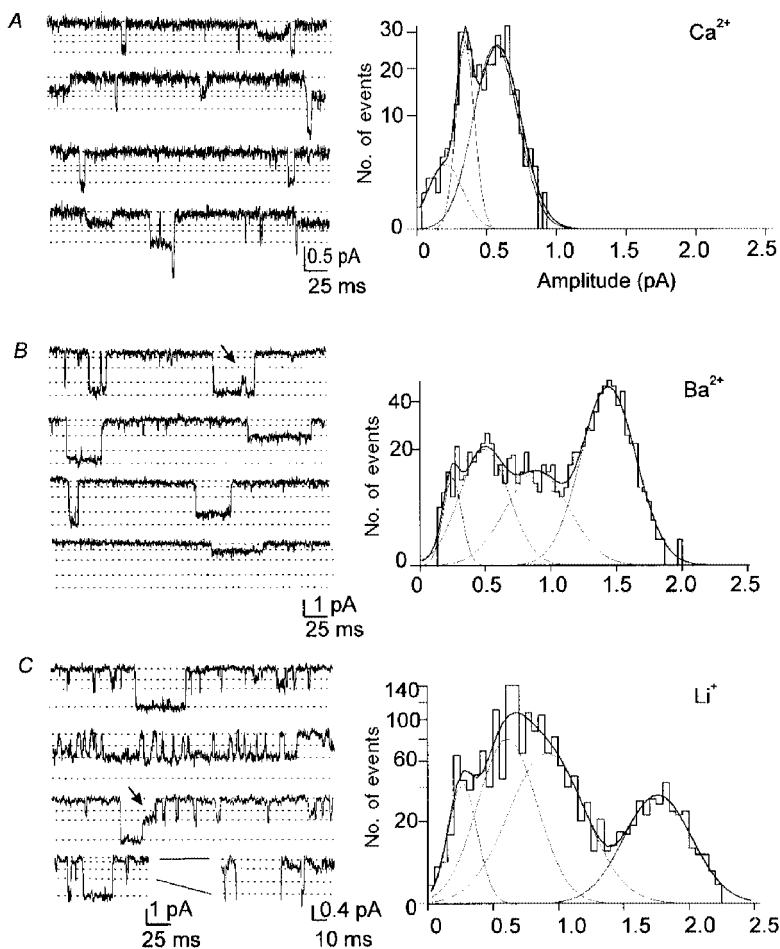 A
No. of events
30
20
10
0
Ca2+
0 0.5 1.0 1.5 2.0 2.5
Amplitude (pA)
0.5 pA
25 ms
B
No. of events
40
20
0
Ba2+
0 0.5 1.0 1.5 2.0 2.5
1 pA
25 ms
C
No. of events
140
100
60
20
0
Li+
0 0.5 1.0 1.5 2.0 2.5
1 pA
25 ms
0.4 pA
10 ms